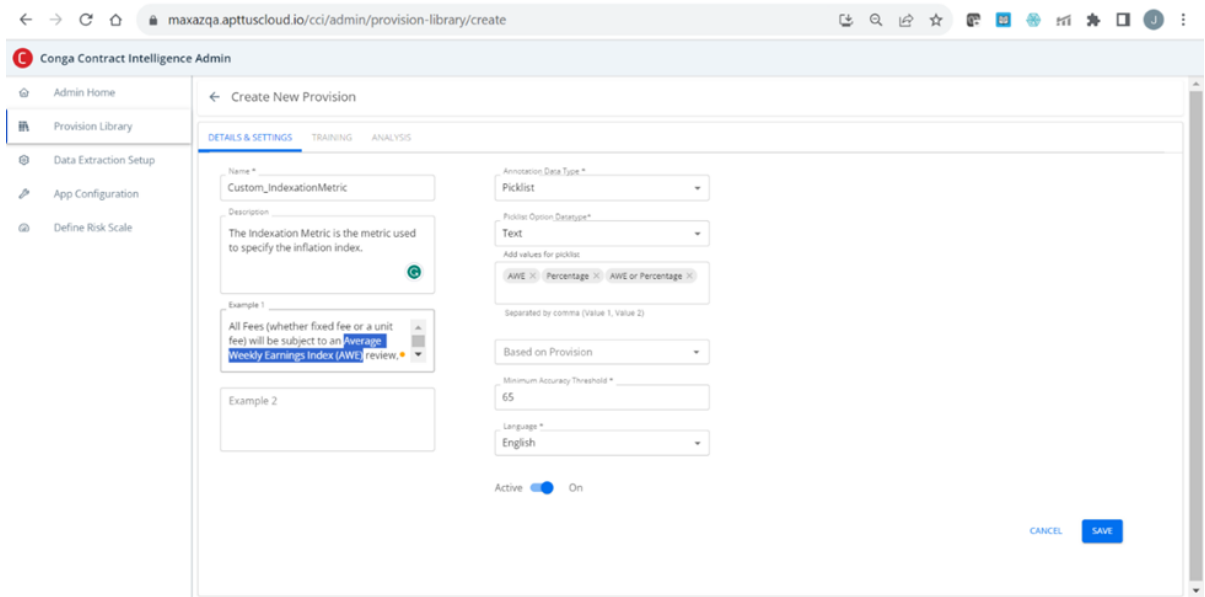 maxazqa.apttuscloud.io/cci/admin/provision-library/create
J
C Conga Contract Intelligence Admin
Admin Home
Provision Library
Data Extraction Setup
App Configuration
Define Risk Scale
← Create New Provision
DETAILS & SETTINGS TRAINING ANALYSIS
Name *
Custom_IndexationMetric
Description
The Indexation Metric is the metric used
to specify the inflation index.
Example 1
All Fees (whether fixed fee or a unit
fee) will be subject to an Average
Weekly Earnings Index (AWE) review,
Example 2
Annotation Data Type *
Picklist
Picklist Option Datatype*
Text
Add values for picklist
AWE × Percentage × AWE or Percentage ×
Separated by comma (Value 1, Value 2)
Based on Provision
Minimum Accuracy Threshold *
65
Language *
English
Active On
CANCEL SAVE